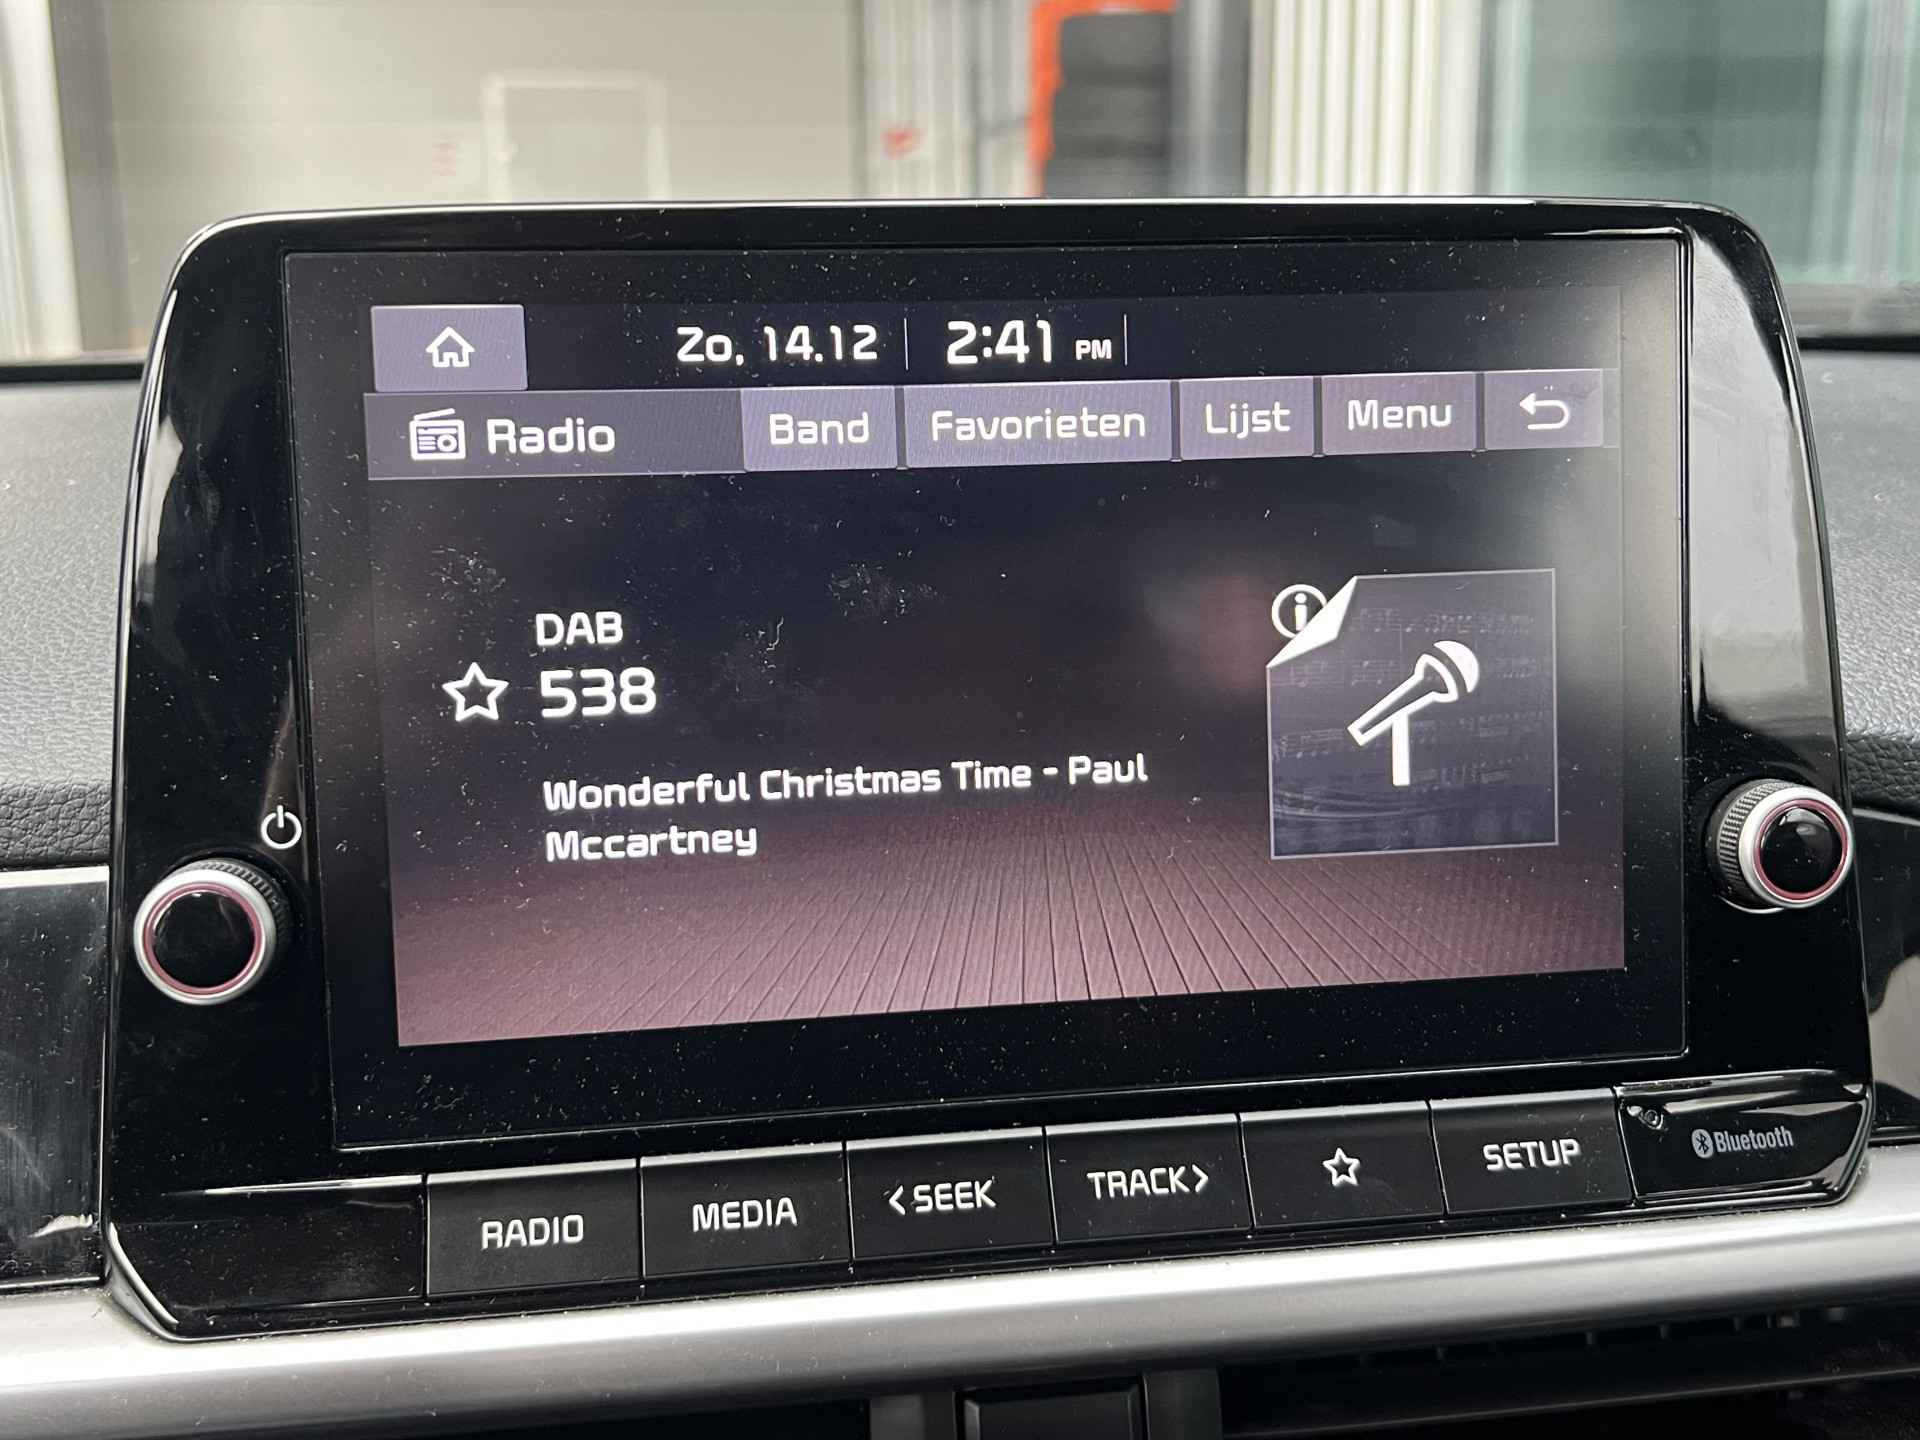 Zo, 14.12 2:41 PM
Radio Band Favorieten Lijst Menu
DAB
538
Wonderful Christmas Time - Paul
Mccartney
RADIO MEDIA <SEEK TRACK> SETUP Bluetooth